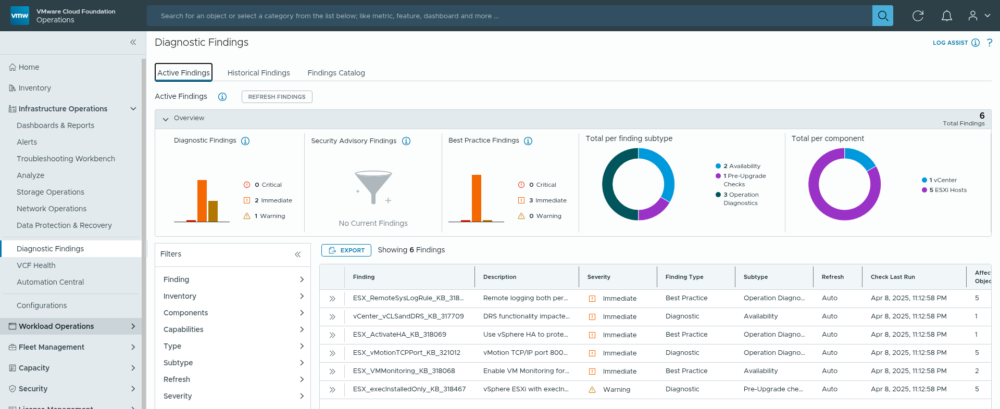 vmw
VMware Cloud Foundation
Operations
Search for an object or select a category from the list below; like metric, feature, dashboard and more ...
Home
Inventory
Infrastructure Operations
Dashboards & Reports
Alerts
Troubleshooting Workbench
Analyze
Storage Operations
Network Operations
Data Protection & Recovery
Diagnostic Findings
VCF Health
Automation Central
Configurations
Workload Operations
Fleet Management
Capacity
Security
License Management
Diagnostic Findings
LOG ASSIST ?
Active Findings Historical Findings Findings Catalog
Active Findings REFRESH FINDINGS
Overview
6
Total Findings
Diagnostic Findings
0 Critical
2 Immediate
1 Warning
Security Advisory Findings
No Current Findings
Best Practice Findings
0 Critical
3 Immediate
0 Warning
Total per finding subtype
2 Availability
1 Pre-Upgrade
Checks
3 Operation
Diagnostics
Total per component
1 vCenter
5 ESXi Hosts
Filters
Finding
Inventory
Components
Capabilities
Type
Subtype
Refresh
Severity
EXPORT Showing 6 Findings
Finding Description Severity Finding Type Subtype Refresh Check Last Run Affec
Objec
ESX_RemoteSysLogRule_KB_318... Remote logging both per... Immediate Best Practice Operation Diagno... Auto Apr 8, 2025, 11:12:58 PM 5
vCenter_vCLSandDRS_KB_317709 DRS functionality impacte... Immediate Diagnostic Availability Auto Apr 8, 2025, 11:12:58 PM 1
ESX_ActivateHA_KB_318069 Use vSphere HA to prote... Immediate Best Practice Operation Diagno... Auto Apr 8, 2025, 11:12:58 PM 1
ESX_vMotionTCPPort_KB_321012 vMotion TCP/IP port 800... Immediate Diagnostic Operation Diagno... Auto Apr 8, 2025, 11:12:58 PM 5
ESX_VMMonitoring_KB_318068 Enable VM Monitoring for... Immediate Best Practice Availability Auto Apr 8, 2025, 11:12:58 PM 2
ESX_execInstalledOnly_KB_318467 vSphere ESXi with execIn... Warning Diagnostic Pre-Upgrade che... Auto Apr 8, 2025, 11:12:58 PM 5